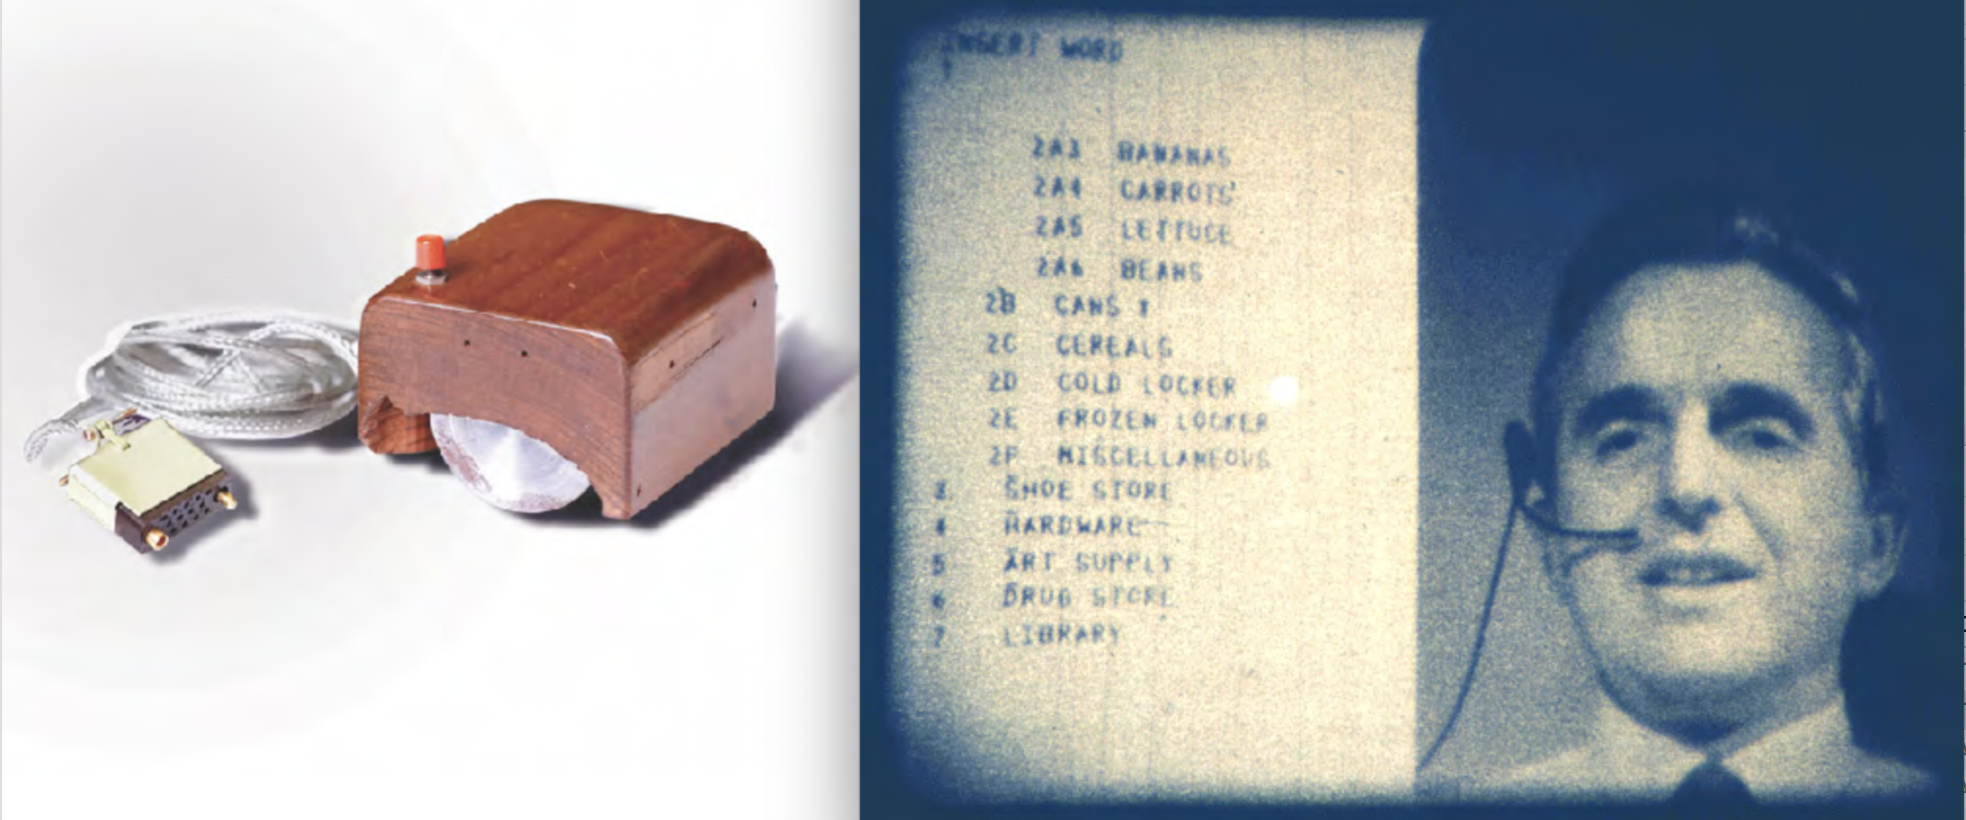 INSERT WORD
2A3 BANANAS
2A4 CARROTS
2A5 LETTUCE
2A6 BEANS
2B CANS
2C CEREALS
2D COLD LOCKER
2E FROZEN LOCKER
2F MISCELLANEOUS
3 SHOE STORE
4 HARDWARE
5 ART SUPPLY
6 DRUG STORE
7 LIBRARY